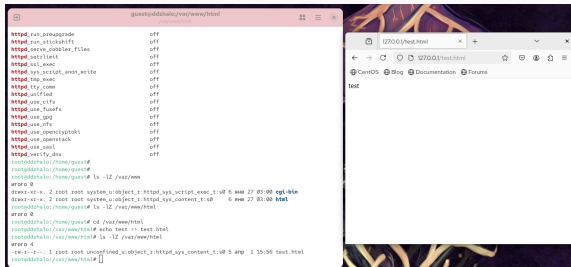 guest@ddzhalo:/var/www/html
/var/www/html
httpd_run_preupgrade off
httpd_run_stickshift off
httpd_serve_cobbler_files off
httpd_setrlimit off
httpd_ssi_exec off
httpd_sys_script_anon_write off
httpd_tmp_exec off
httpd_tty_comm off
httpd_unified off
httpd_use_cifs off
httpd_use_fusefs off
httpd_use_gpg off
httpd_use_nfs off
httpd_use_opencryptoki off
httpd_use_openstack off
httpd_use_sasl off
httpd_verify_dns off
root@ddzhalo:/home/guest#
root@ddzhalo:/home/guest#
root@ddzhalo:/home/guest# ls -lZ /var/www
итого 0
drwxr-xr-x. 2 root root system_u:object_r:httpd_sys_script_exec_t:s0 6 янв 27 03:00 cgi-bin
drwxr-xr-x. 2 root root system_u:object_r:httpd_sys_content_t:s0 6 янв 27 03:00 html
root@ddzhalo:/home/guest# ls -lZ /var/www/html
итого 0
root@ddzhalo:/home/guest# cd /var/www/html
root@ddzhalo:/var/www/html# echo test >> test.html
root@ddzhalo:/var/www/html# ls -lZ /var/www/html
итого 4
-rw-r--r--. 1 root root unconfined_u:object_r:httpd_sys_content_t:s0 5 апр 1 15:56 test.html
root@ddzhalo:/var/www/html#
127.0.0.1/test.html
127.0.0.1/test.html
CentOS Blog Documentation Forums
test